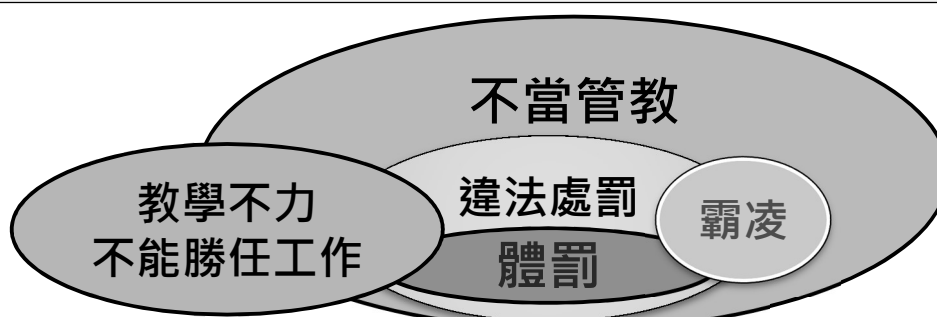 不當管教
教學不力
不能勝任工作
違法處罰
霸凌
體罰